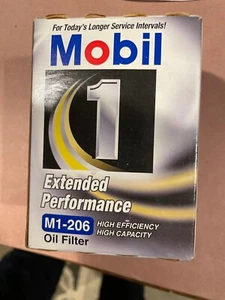 For Today's Longer Service Intervals!
Mobil
1
Extended
Performance
M1-206 HIGH EFFICIENCY
HIGH CAPACITY
Oil Filter